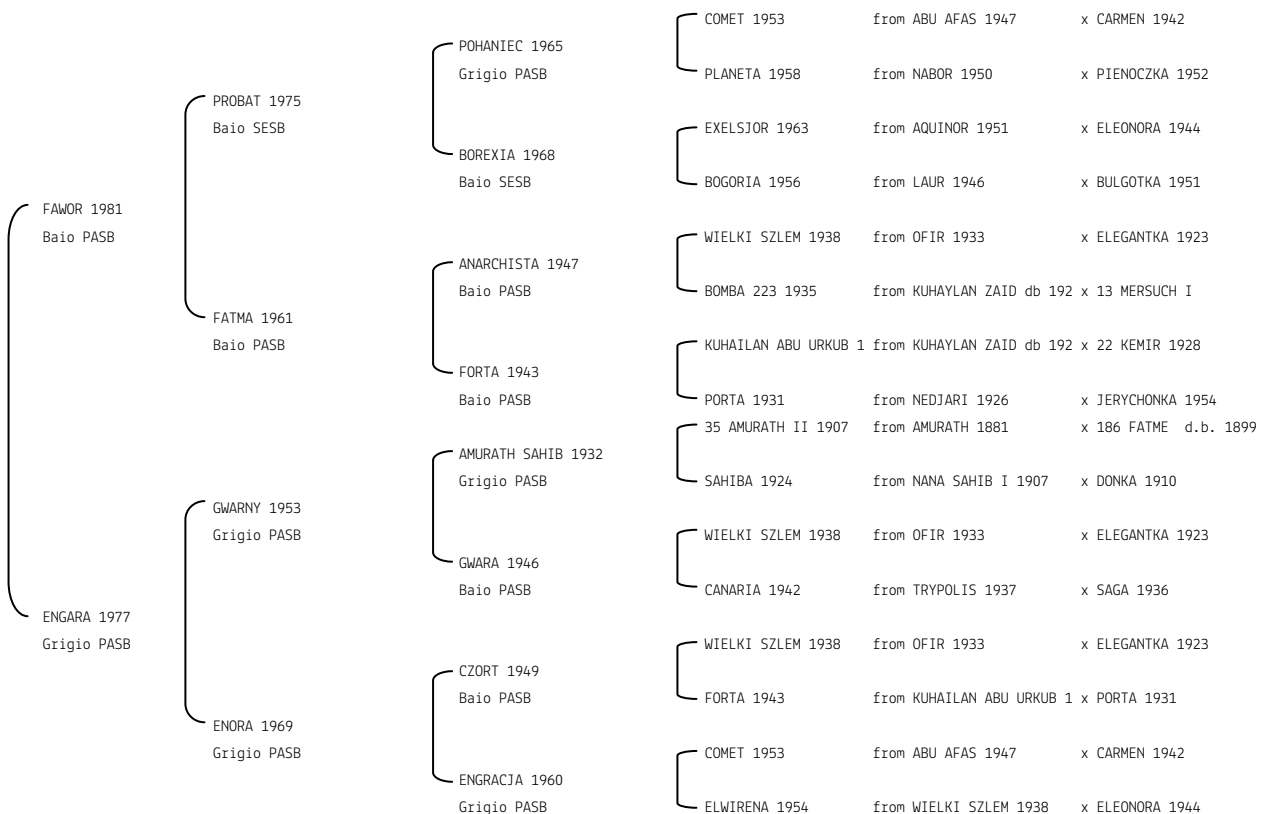 COMET 1953 from ABU AFAS 1947 x CARMEN 1942
POHANIEC 1965
Grigio PASB PLANETA 1958 from NABOR 1950 x PIENOCZKA 1952
PROBAT 1975
Baio SESB EXELSJOR 1963 from AQUINOR 1951 x ELEONORA 1944
BOREXIA 1968
Baio SESB BOGORIA 1956 from LAUR 1946 x BULGOTKA 1951
FAWOR 1981
Baio PASB WIELKI SZLEM 1938 from OFIR 1933 x ELEGANTKA 1923
ANARCHISTA 1947
Baio PASB BOMBA 223 1935 from KUHAYLAN ZAID db 192 x 13 MERSUCH I
FATMA 1961
Baio PASB KUHAILAN ABU URKUB 1 from KUHAYLAN ZAID db 192 x 22 KEMIR 1928
FORTA 1943
Baio PASB PORTA 1931 from NEDJARI 1926 x JERYCHONKA 1954
35 AMURATH II 1907 from AMURATH 1881 x 186 FATME d.b. 1899
AMURATH SAHIB 1932
Grigio PASB SAHIBA 1924 from NANA SAHIB I 1907 x DONKA 1910
GWARNY 1953
Grigio PASB WIELKI SZLEM 1938 from OFIR 1933 x ELEGANTKA 1923
GWARA 1946
Baio PASB CANARIA 1942 from TRYPOLIS 1937 x SAGA 1936
ENGARA 1977
Grigio PASB WIELKI SZLEM 1938 from OFIR 1933 x ELEGANTKA 1923
CZORT 1949
Baio PASB FORTA 1943 from KUHAILAN ABU URKUB 1 x PORTA 1931
ENORA 1969
Grigio PASB COMET 1953 from ABU AFAS 1947 x CARMEN 1942
ENGRACJA 1960
Grigio PASB ELWIRENA 1954 from WIELKI SZLEM 1938 x ELEONORA 1944